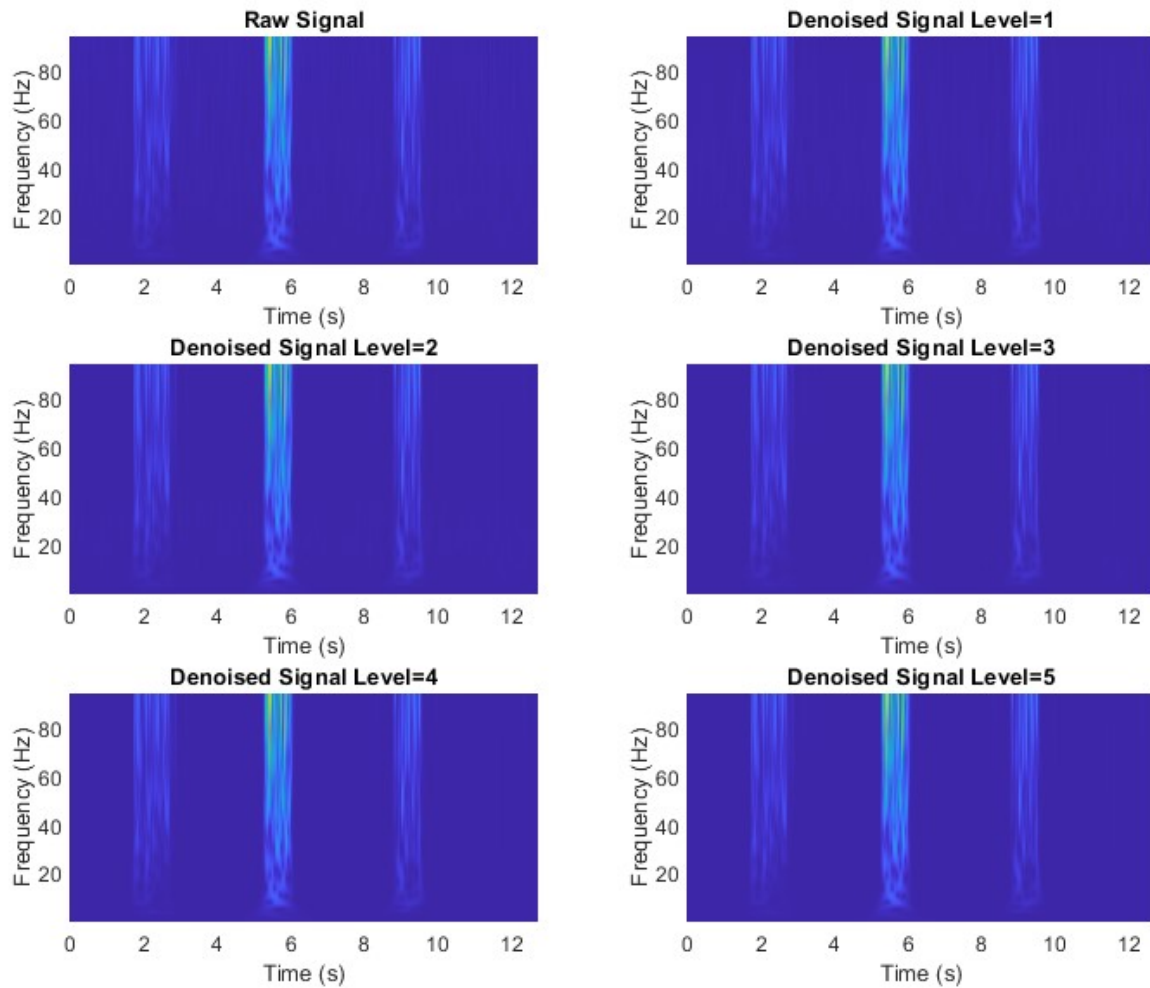 Raw Signal
Frequency (Hz)
80
60
40
20
0 2 4 6 8 10 12
Time (s)
Denoised Signal Level=1
Frequency (Hz)
80
60
40
20
0 2 4 6 8 10 12
Time (s)
Denoised Signal Level=2
Frequency (Hz)
80
60
40
20
0 2 4 6 8 10 12
Time (s)
Denoised Signal Level=3
Frequency (Hz)
80
60
40
20
0 2 4 6 8 10 12
Time (s)
Denoised Signal Level=4
Frequency (Hz)
80
60
40
20
0 2 4 6 8 10 12
Time (s)
Denoised Signal Level=5
Frequency (Hz)
80
60
40
20
0 2 4 6 8 10 12
Time (s)